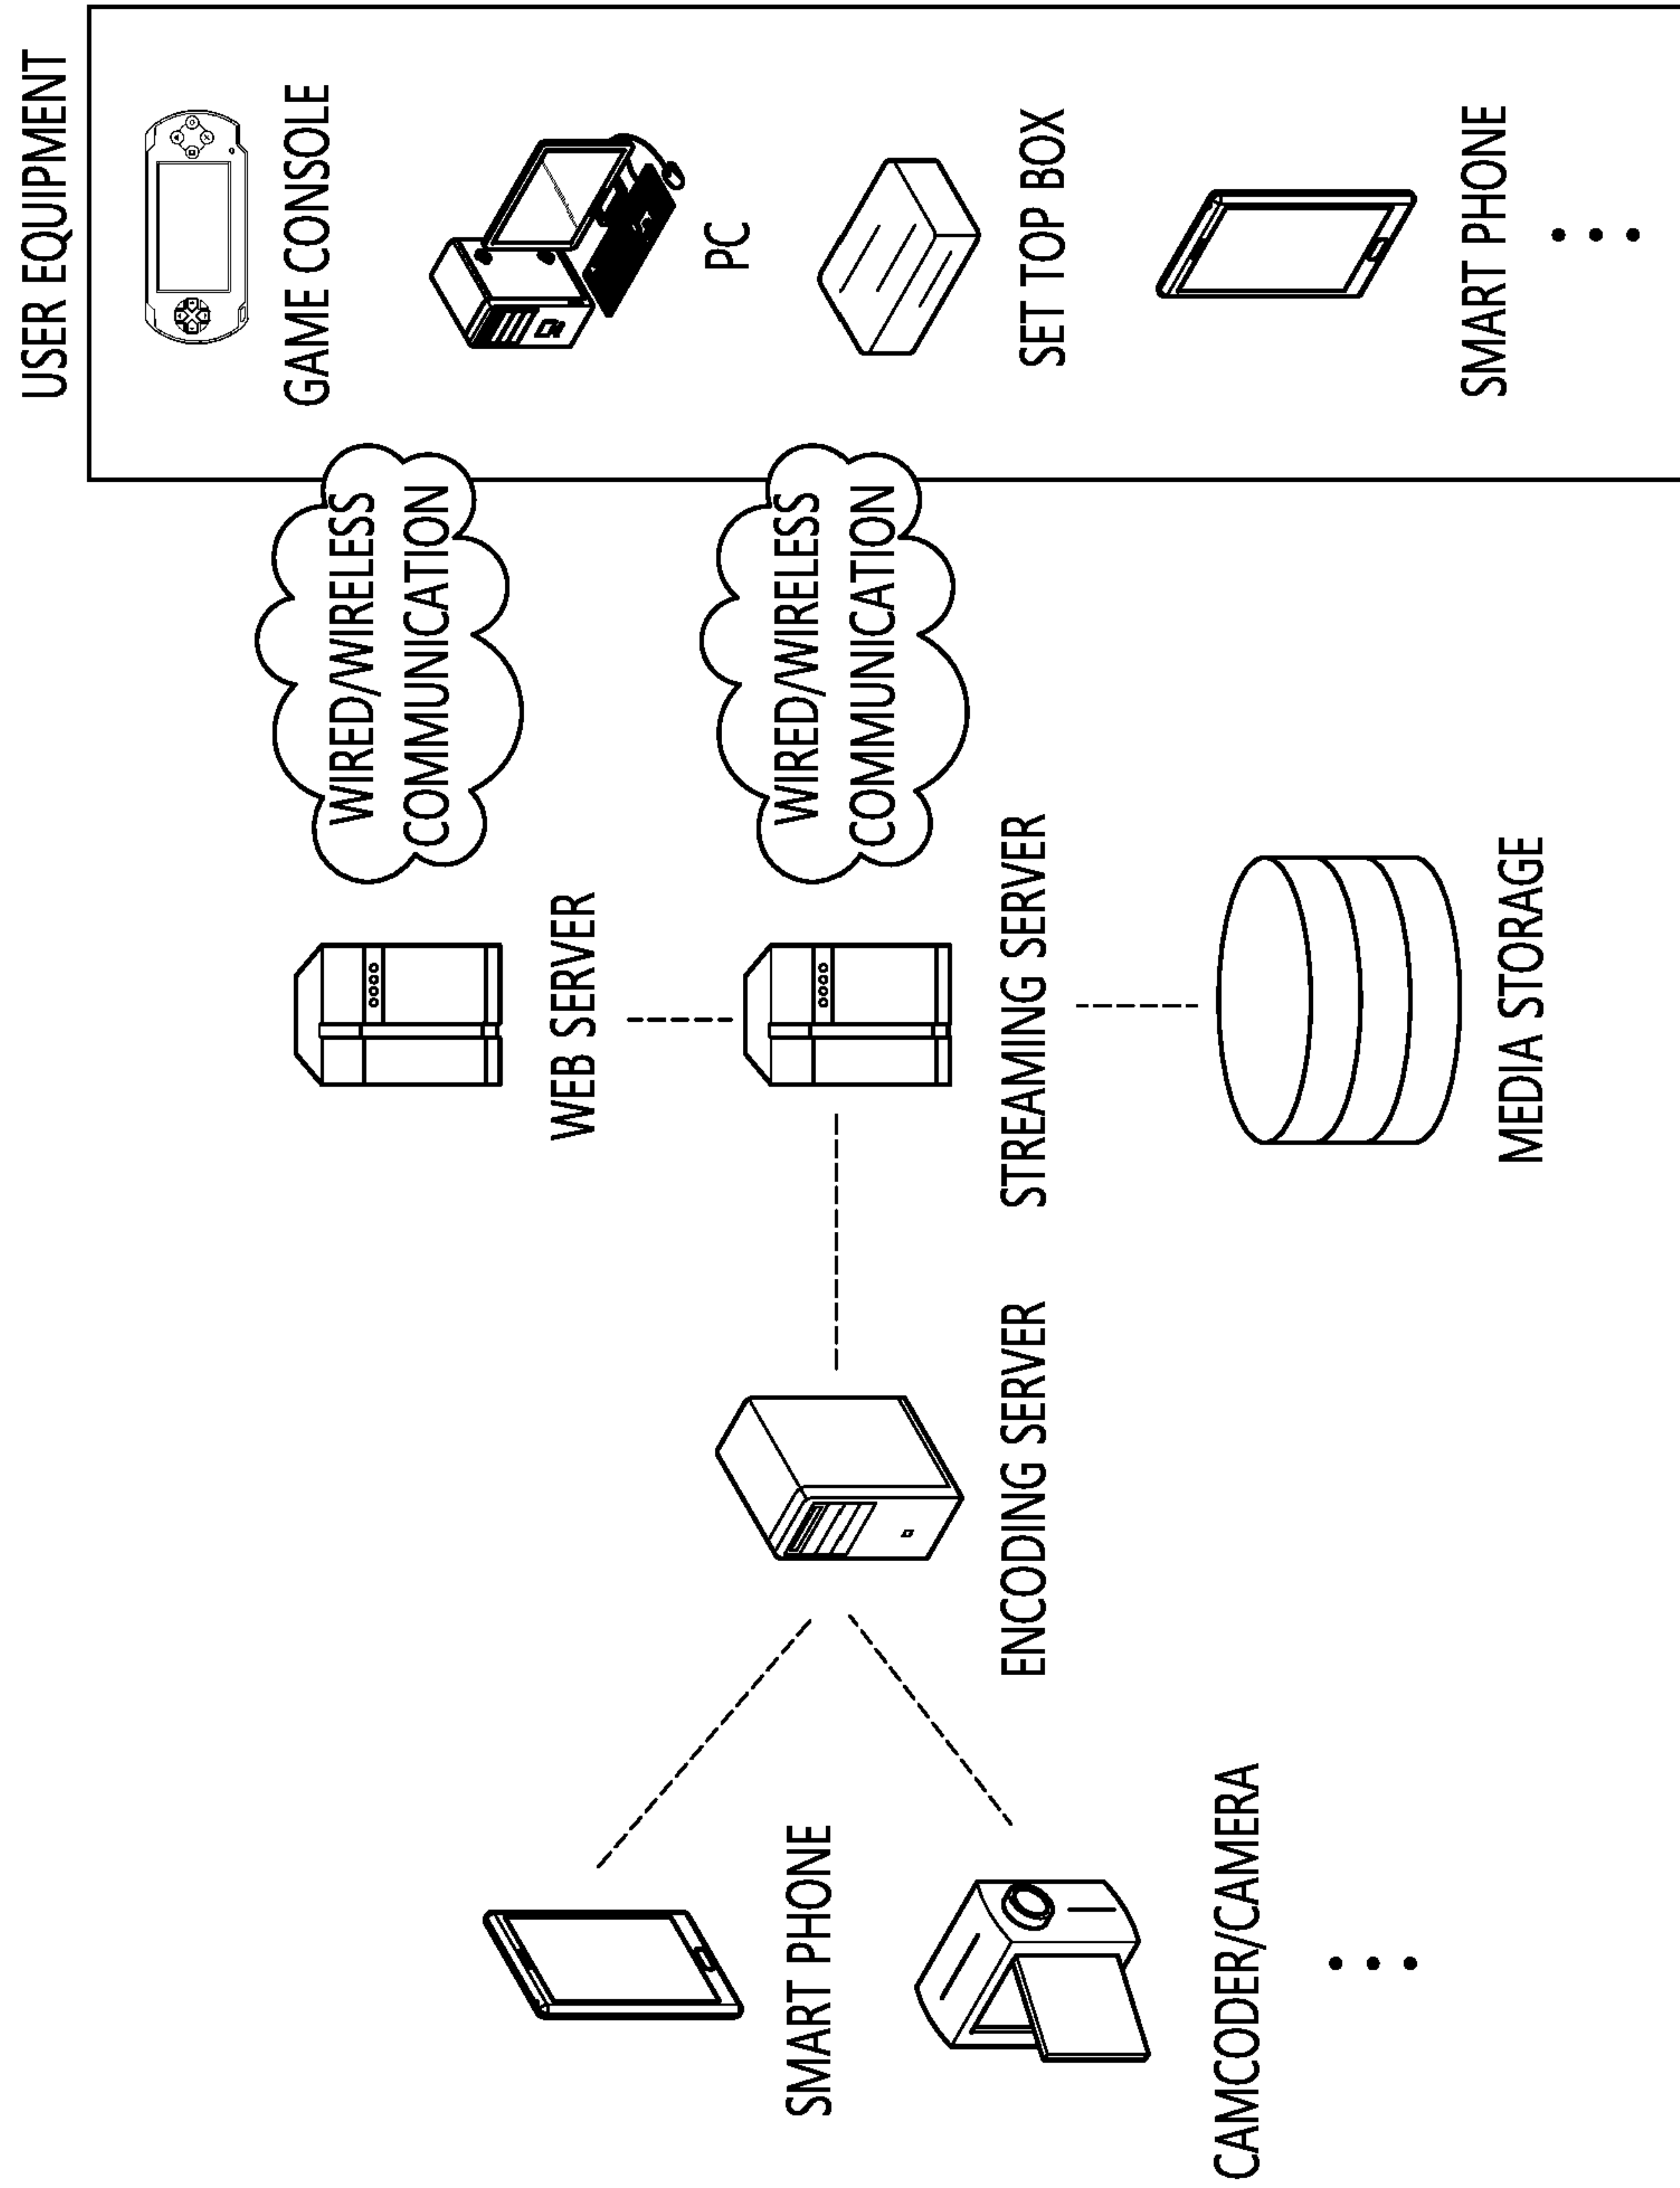 USER EQUIPMENT
GAME CONSOLE
PC
SET TOP BOX
SMART PHONE
WIRED/WIRELESS
COMMUNICATION
WIRED/WIRELESS
COMMUNICATION
WEB SERVER
STREAMING SERVER
MEDIA STORAGE
ENCODING SERVER
SMART PHONE
CAMCODER/CAMERA